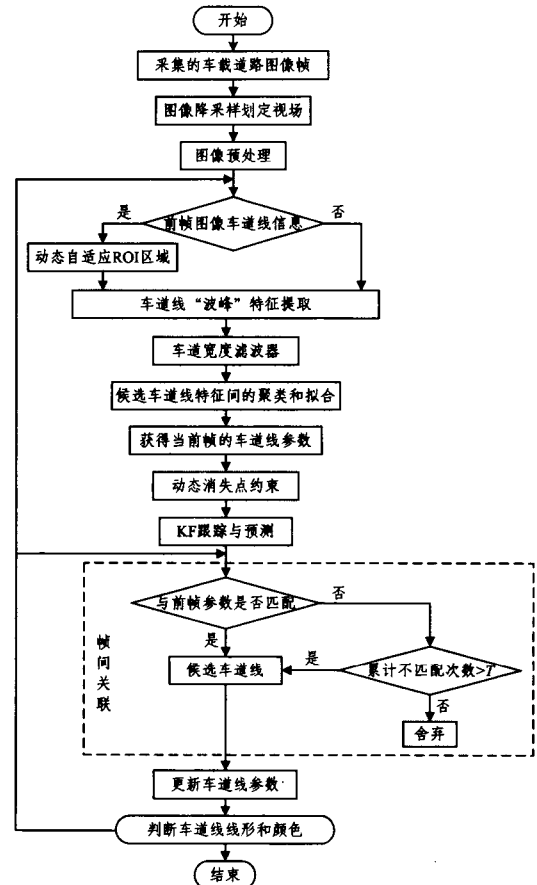 开始
采集的车载道路图像帧
图像降采样划定视场
图像预处理
前帧图像车道线信息
是
否
动态自适应ROI区域
车道线“波峰”特征提取
车道宽度滤波器
候选车道线特征间的聚类和拟合
获得当前帧的车道线参数
动态消失点约束
KF跟踪与预测
与前帧参数是否匹配
否
是
帧间关联
候选车道线
是
累计不匹配次数>T
否
舍弃
更新车道线参数
判断车道线线形和颜色
结束